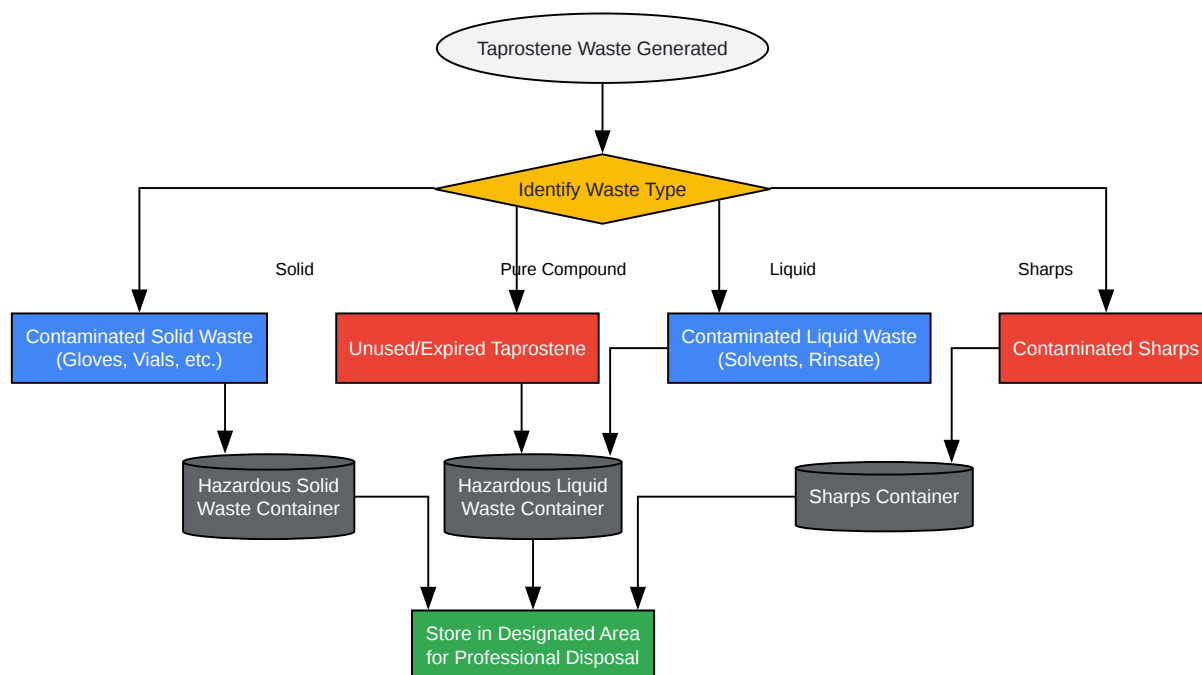 Taprostene Waste Generated
Identify Waste Type
Solid
Pure Compound
Liquid
Sharps
Contaminated Solid Waste
(Gloves, Vials, etc.)
Unused/Expired Taprostene
Contaminated Liquid Waste
(Solvents, Rinsate)
Contaminated Sharps
Hazardous Solid
Waste Container
Hazardous Liquid
Waste Container
Sharps Container
Store in Designated Area
for Professional Disposal